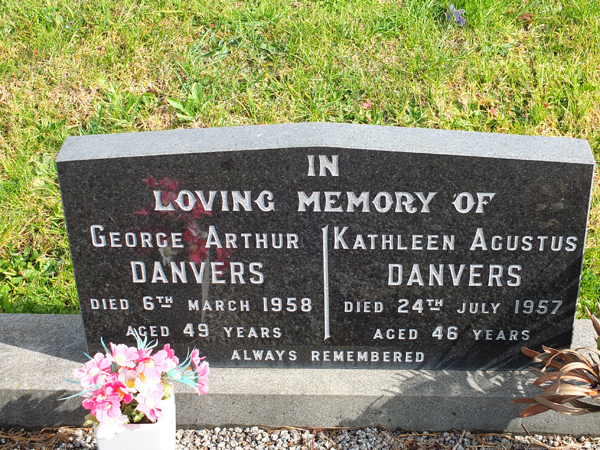 IN
LOVING MEMORY OF
GEORGE ARTHUR
DANVERS
DIED 6TH MARCH 1958
AGED 49 YEARS
KATHLEEN AGUSTUS
DANVERS
DIED 24TH JULY 1957
AGED 46 YEARS
ALWAYS REMEMBERED